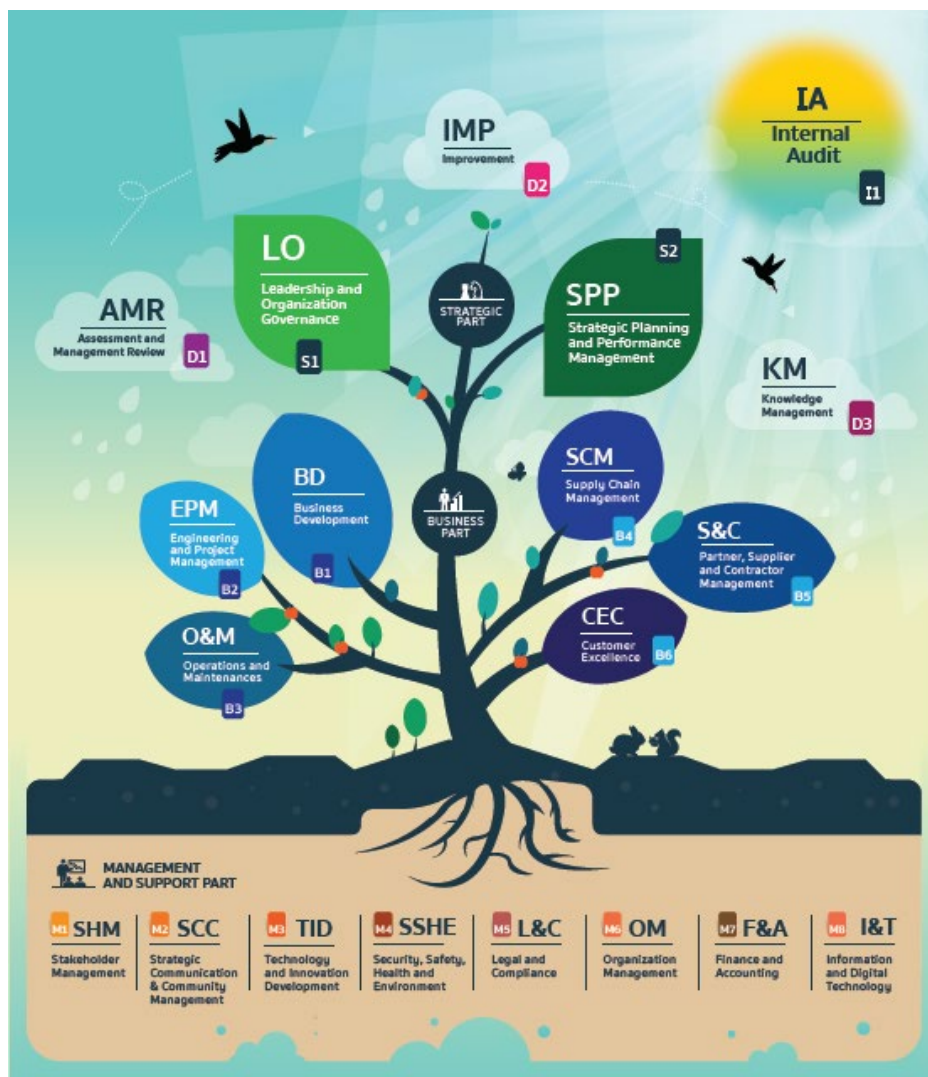 IA
Internal
Audit
I1
IMP
Improvement
D2
LO
Leadership and
Organization
Governance
S1
STRATEGIC
PART
S2
SPP
Strategic Planning
and Performance
Management
AMR
Assessment and
Management Review
D1
KM
Knowledge
Management
D3
BD
Business
Development
B1
BUSINESS
PART
SCM
Supply Chain
Management
B4
EPM
Engineering
and Project
Management
B2
S&C
Partner, Supplier
and Contractor
Management
B5
O&M
Operations and
Maintenances
B3
CEC
Customer
Excellence
B6
MANAGEMENT
AND SUPPORT PART
M1 SHM
Stakeholder
Management
M2 SCC
Strategic
Communication
& Community
Management
M3 TID
Technology
and Innovation
Development
M4 SSHE
Security, Safety,
Health and
Environment
M5 L&C
Legal and
Compliance
M6 OM
Organization
Management
M7 F&A
Finance and
Accounting
M8 I&T
Information
and Digital
Technology